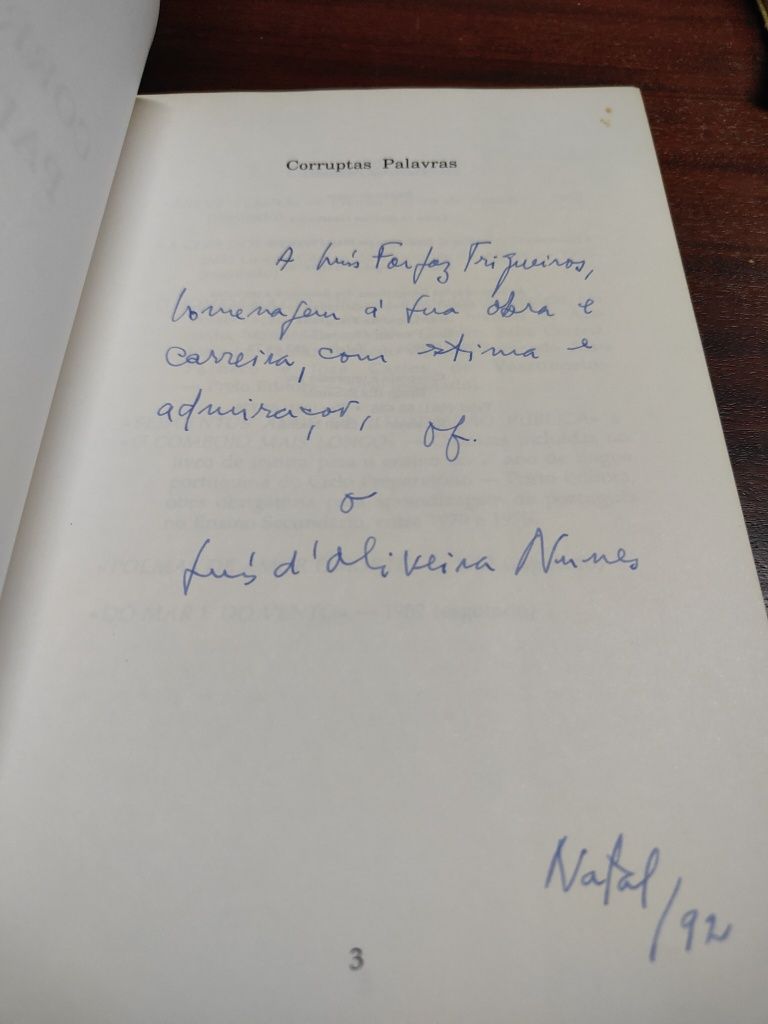 Corruptas Palavras
A Luís Forjaz Trigueiros,
homenagem à sua obra e
carreira, com estima e
admiração,
of.
o
Luís d'Oliveira Nunes
Natal
/92
3